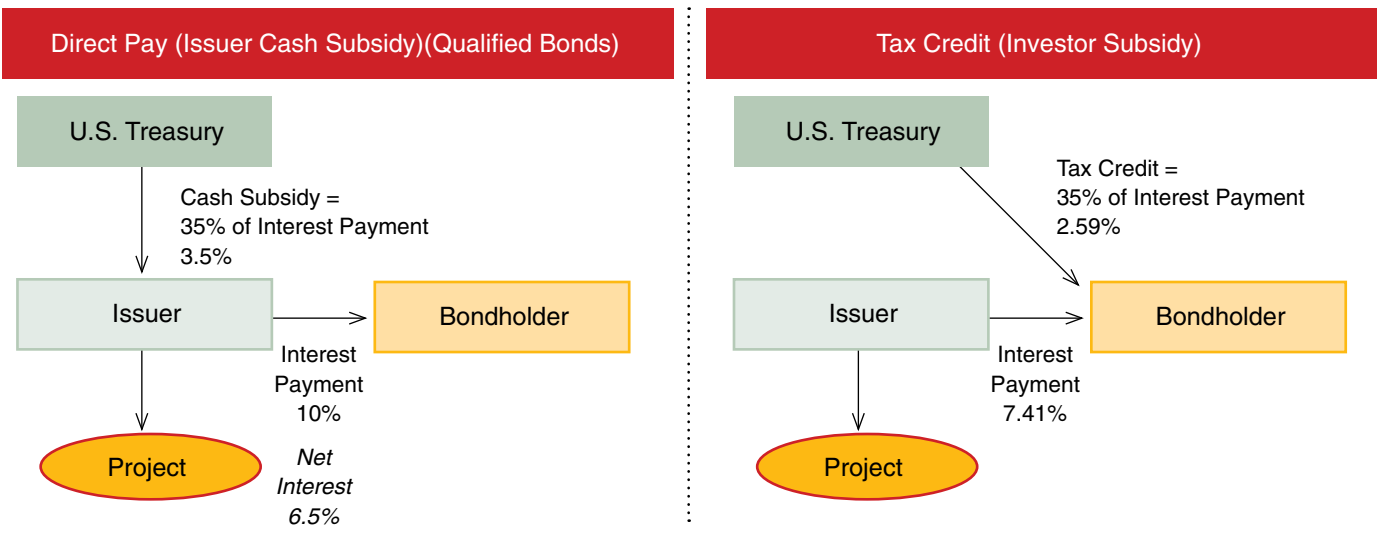 Direct Pay (Issuer Cash Subsidy)(Qualified Bonds)
U.S. Treasury
Cash Subsidy =
35% of Interest Payment
3.5%
Issuer
Bondholder
Interest
Payment
10%
Project
Net
Interest
6.5%
Tax Credit (Investor Subsidy)
U.S. Treasury
Tax Credit =
35% of Interest Payment
2.59%
Issuer
Bondholder
Interest
Payment
7.41%
Project